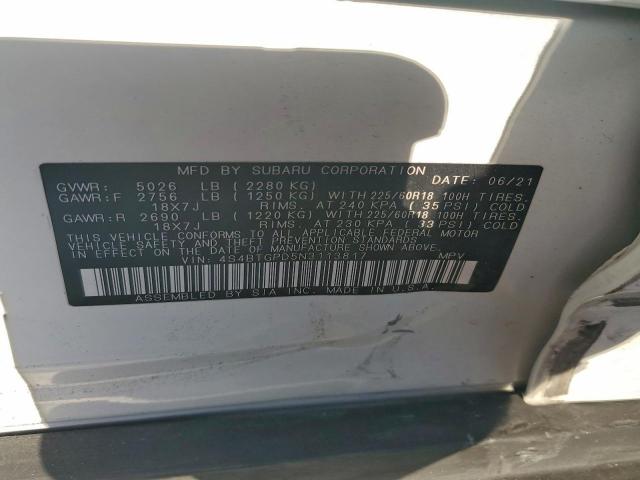 MFD BY SUBARU CORPORATION DATE: 06/21
GVWR: 5026 LB (2280 KG)
GAWR:F 2756 LB (1250 KG) WITH 225/60R18 100H TIRES.
18X7J RIMS, AT 240 KPA (35 PSI) COLD
GAWR:R 2690 LB (1220 KG) WITH 225/60R18 100H TIRES.
18X7J RIMS, AT 230 KPA (33 PSI) COLD
THIS VEHICLE CONFORMS TO ALL APPLICABLE FEDERAL MOTOR
VEHICLE SAFETY AND BUMPER AND THEFT PREVENTION STANDARDS
IN EFFECT ON THE DATE OF MANUFACTURE SHOWN ABOVE.
VIN: 4S4BTGPD5N3113817 MPV
ASSEMBLED BY SIA INC. MADE IN U.S.A.